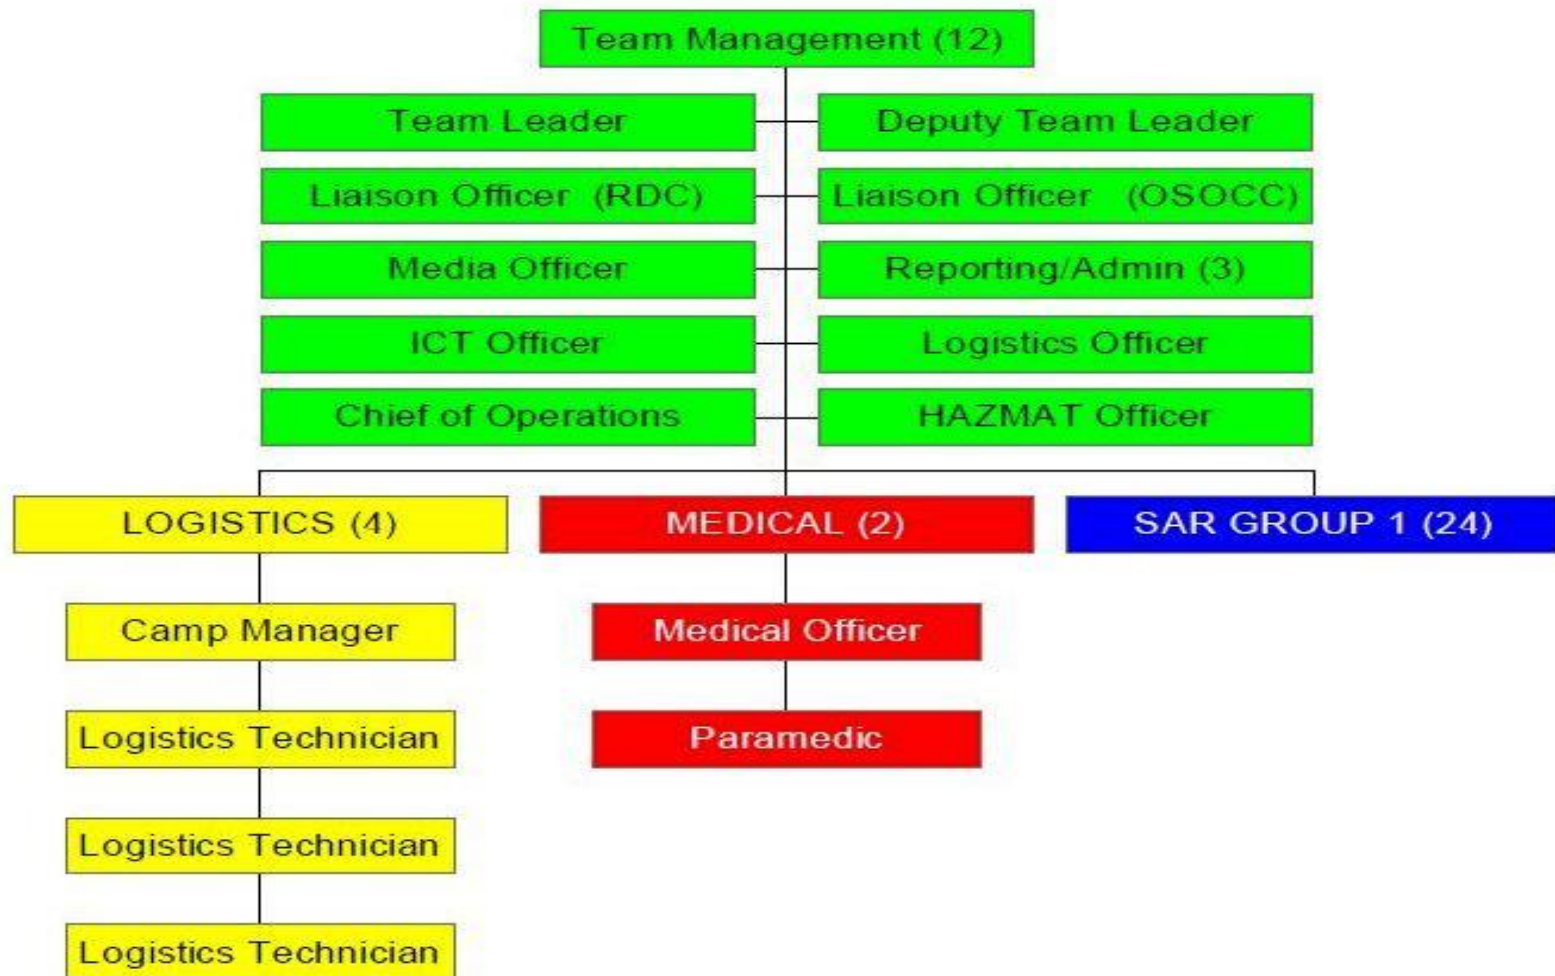 Team Management (12)
Team Leader
Deputy Team Leader
Liaison Officer (RDC)
Liaison Officer (OSOCC)
Media Officer
Reporting/Admin (3)
ICT Officer
Logistics Officer
Chief of Operations
HAZMAT Officer
LOGISTICS (4)
MEDICAL (2)
SAR GROUP 1 (24)
Camp Manager
Medical Officer
Logistics Technician
Paramedic
Logistics Technician
Logistics Technician